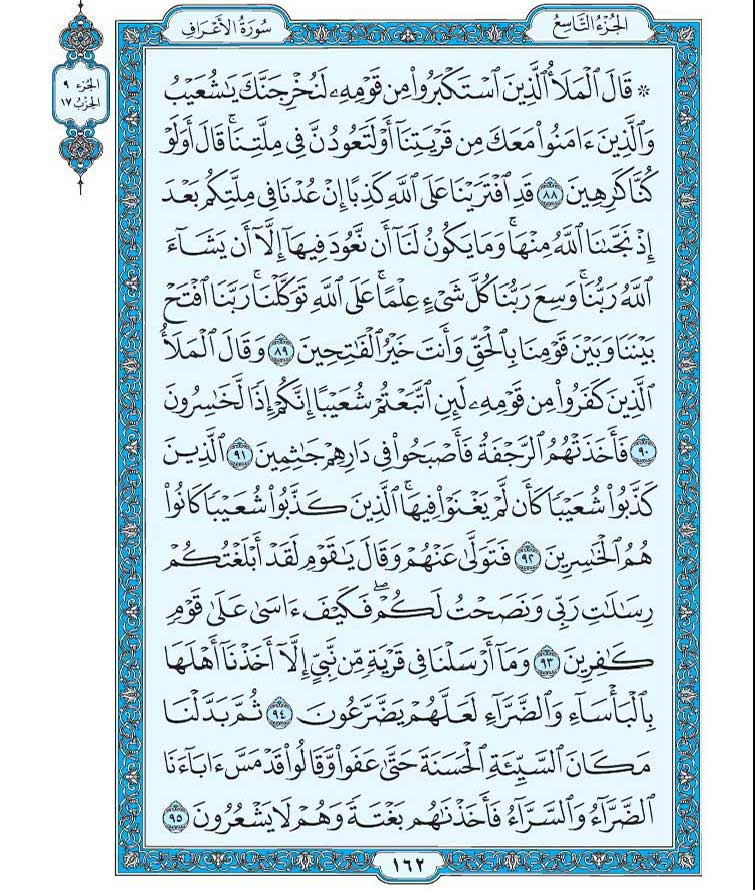 الجُزْءُ التَّاسِعُ
سُورَةُ الأَعْرَافِ
الجزء ٩
الحزب ١٧
۞ قَالَ ٱلۡمَلَأُ ٱلَّذِينَ ٱسۡتَكۡبَرُواْ مِن قَوۡمِهِۦ لَنُخۡرِجَنَّكَ يَٰشُعَيۡبُ
وَٱلَّذِينَ ءَامَنُواْ مَعَكَ مِن قَرۡيَتِنَآ أَوۡ لَتَعُودُنَّ فِي مِلَّتِنَاۚ قَالَ أَوَلَوۡ
كُنَّا كَٰرِهِينَ ٨٨ قَدِ ٱفۡتَرَيۡنَا عَلَى ٱللَّهِ كَذِبًا إِنۡ عُدۡنَا فِي مِلَّتِكُم بَعۡدَ
إِذۡ نَجَّىٰنَا ٱللَّهُ مِنۡهَاۚ وَمَا يَكُونُ لَنَآ أَن نَّعُودَ فِيهَآ إِلَّآ أَن يَشَآءَ
ٱللَّهُ رَبُّنَاۚ وَسِعَ رَبُّنَا كُلَّ شَيۡءٍ عِلۡمًاۚ عَلَى ٱللَّهِ تَوَكَّلۡنَاۚ رَبَّنَا ٱفۡتَحۡ
بَيۡنَنَا وَبَيۡنَ قَوۡمِنَا بِٱلۡحَقِّ وَأَنتَ خَيۡرُ ٱلۡفَٰتِحِينَ ٨٩ وَقَالَ ٱلۡمَلَأُ
ٱلَّذِينَ كَفَرُواْ مِن قَوۡمِهِۦ لَئِنِ ٱتَّبَعۡتُمۡ شُعَيۡبًا إِنَّكُمۡ إِذٗا لَّخَٰسِرُونَ
٩٠ فَأَخَذَتۡهُمُ ٱلرَّجۡفَةُ فَأَصۡبَحُواْ فِي دَارِهِمۡ جَٰثِمِينَ ٩١ ٱلَّذِينَ
كَذَّبُواْ شُعَيۡبٗا كَأَن لَّمۡ يَغۡنَوۡاْ فِيهَاۚ ٱلَّذِينَ كَذَّبُواْ شُعَيۡبٗا كَانُواْ
هُمُ ٱلۡخَٰسِرِينَ ٩٢ فَتَوَلَّىٰ عَنۡهُمۡ وَقَالَ يَٰقَوۡمِ لَقَدۡ أَبۡلَغۡتُكُمۡ
رِسَٰلَٰتِ رَبِّي وَنَصَحۡتُ لَكُمۡۖ فَكَيۡفَ ءَاسَىٰ عَلَىٰ قَوۡمٖ
كَٰفِرِينَ ٩٣ وَمَآ أَرۡسَلۡنَا فِي قَرۡيَةٖ مِّن نَّبِيٍّ إِلَّآ أَخَذۡنَآ أَهۡلَهَا
بِٱلۡبَأۡسَآءِ وَٱلضَّرَّآءِ لَعَلَّهُمۡ يَضَّرَّعُونَ ٩٤ ثُمَّ بَدَّلۡنَا
مَكَانَ ٱلسَّيِّئَةِ ٱلۡحَسَنَةَ حَتَّىٰ عَفَواْ وَّقَالُواْ قَدۡ مَسَّ ءَابَآءَنَا
ٱلضَّرَّآءُ وَٱلسَّرَّآءُ فَأَخَذۡنَٰهُم بَغۡتَةٗ وَهُمۡ لَا يَشۡعُرُونَ ٩٥
١٦٢